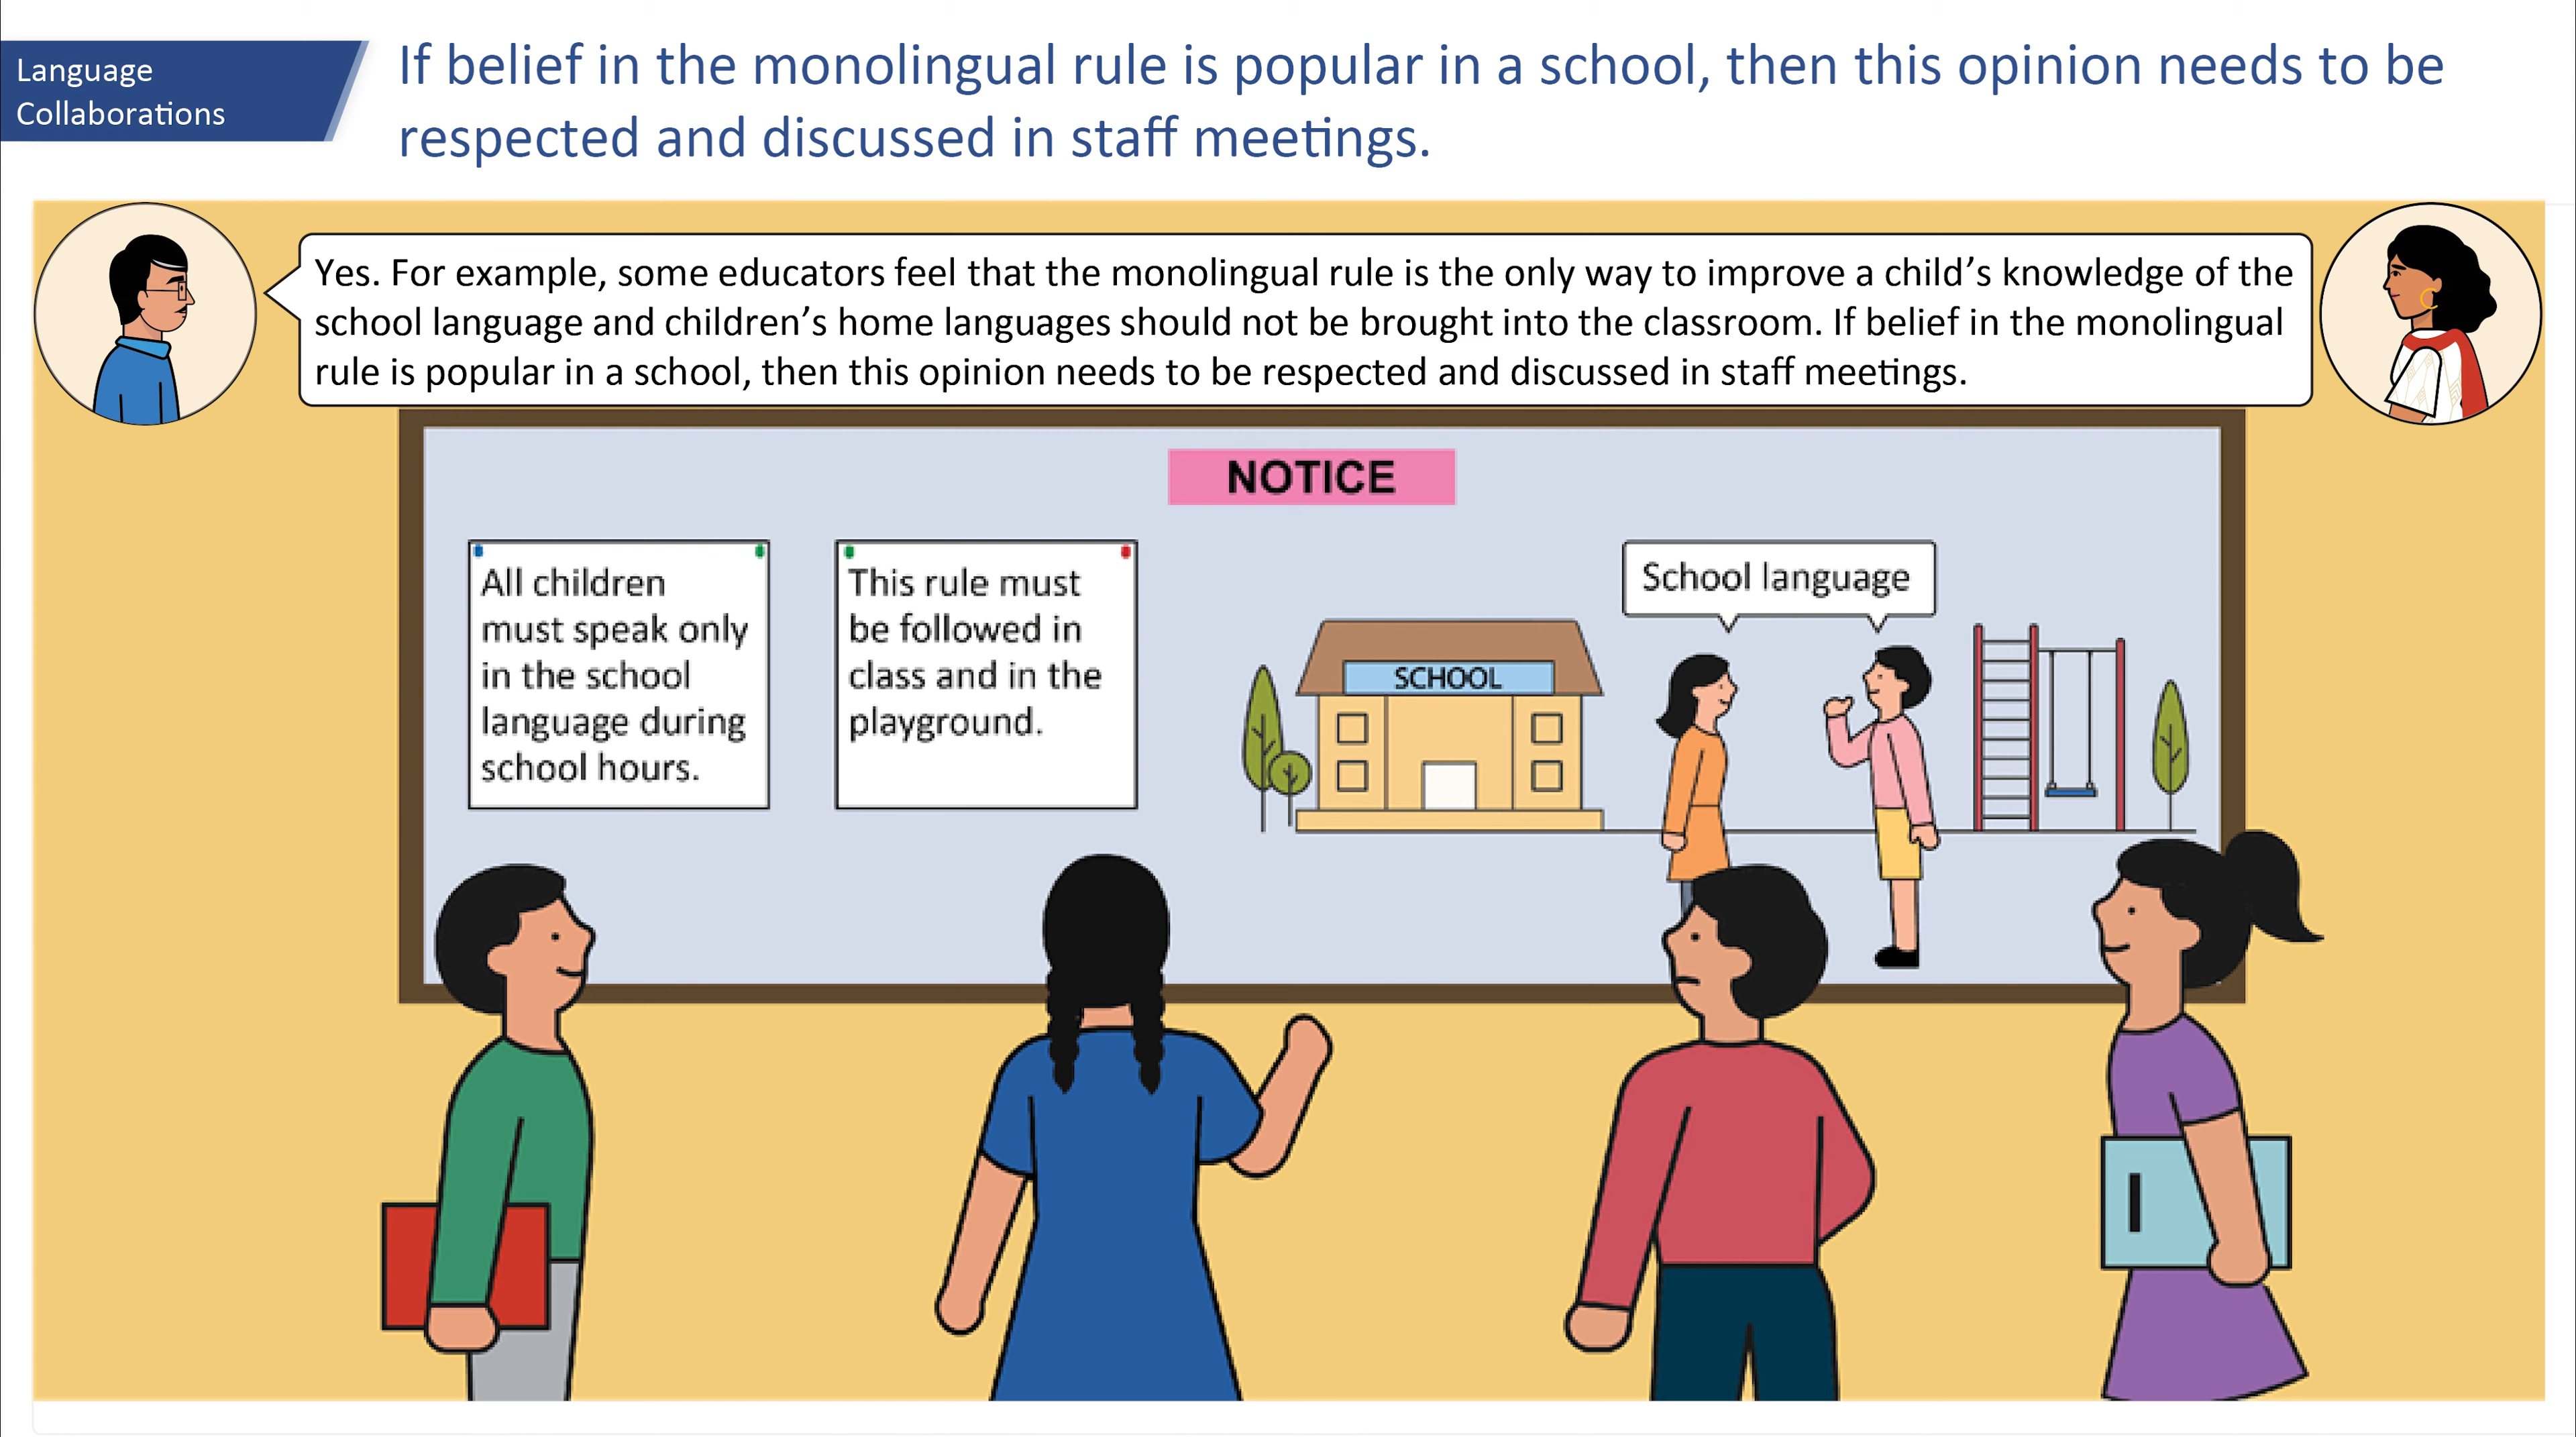 Language
Collaborations
If belief in the monolingual rule is popular in a school, then this opinion needs to be
respected and discussed in staff meetings.
Yes. For example, some educators feel that the monolingual rule is the only way to improve a child’s knowledge of the
school language and children’s home languages should not be brought into the classroom. If belief in the monolingual
rule is popular in a school, then this opinion needs to be respected and discussed in staff meetings.
NOTICE
All children
must speak only
in the school
language during
school hours.
This rule must
be followed in
class and in the
playground.
School language
SCHOOL